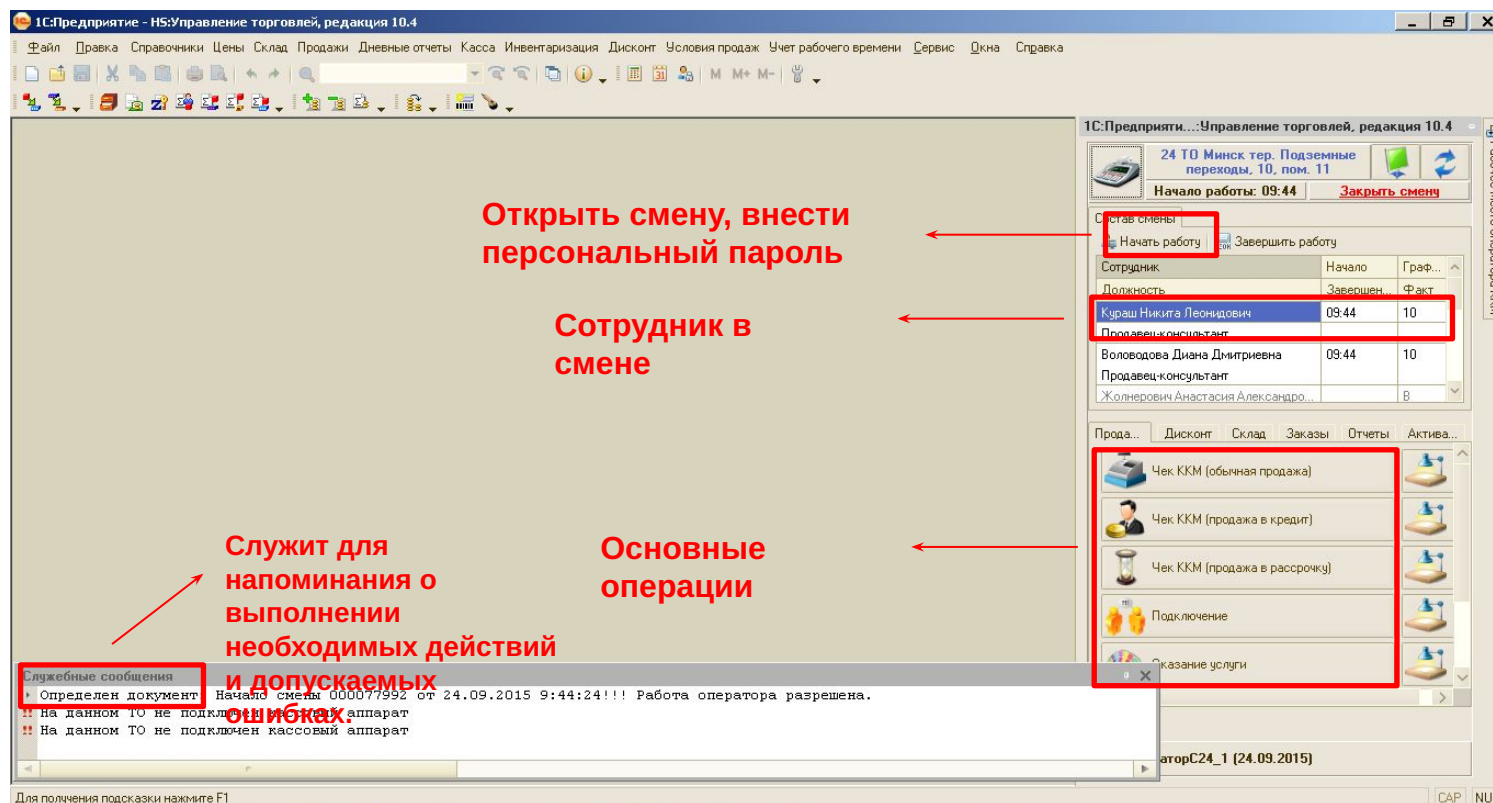 1С:Предприятие - HS:Управление торговлей, редакция 10.4
Файл Правка Справочники Цены Склад Продажи Дневные отчеты Касса Инвентаризация Дисконт Условия продаж Учет рабочего времени Сервис Окна Справка
M M+ M-
1С:Предприяти...:Управление торговлей, редакция 10.4
24 ТО Минск тер. Подземные
переходы, 10, пом. 11
Начало работы: 09:44 Закрыть смену
Состав смены
Начать работу Завершить работу
Сотрудник Начало Граф...
Должность Завершен... Факт
Кураш Никита Леонидович 09:44 10
Продавец-консультант
Воловодова Диана Дмитриевна 09:44 10
Продавец-консультант
Жолнерович Анастасия Александро... В
Открыть смену, внести
персональный пароль
Сотрудник в
смене
Прода... Дисконт Склад Заказы Отчеты Актива...
Чек ККМ (обычная продажа)
Чек ККМ (продажа в кредит)
Чек ККМ (продажа в рассрочку)
Подключение
Оказание услуги
Основные
операции
Служит для
напоминания о
выполнении
необходимых действий
и допускаемых
ошибках.
Служебные сообщения
Определен документ: Начало смены 000077992 от 24.09.2015 9:44:24!!! Работа оператора разрешена.
!! На данном ТО не подключен кассовый аппарат
!! На данном ТО не подключен кассовый аппарат
аторС24_1 (24.09.2015)
Для получения подсказки нажмите F1
CAP NU